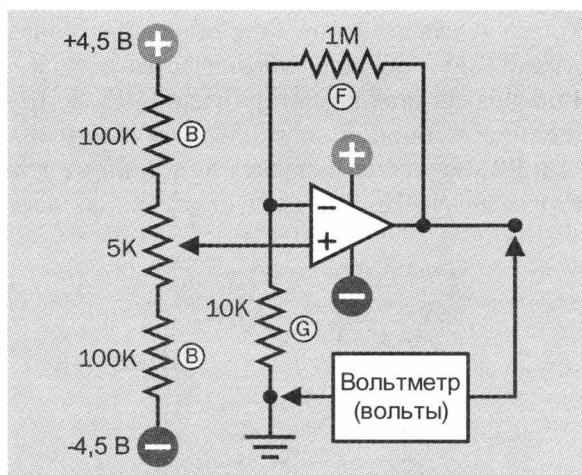 +4,5 В
+
1M
F
100K
B
+
−
5K
+
−
100K
B
10K
G
-4,5 В
−
Вольтметр
(вольты)